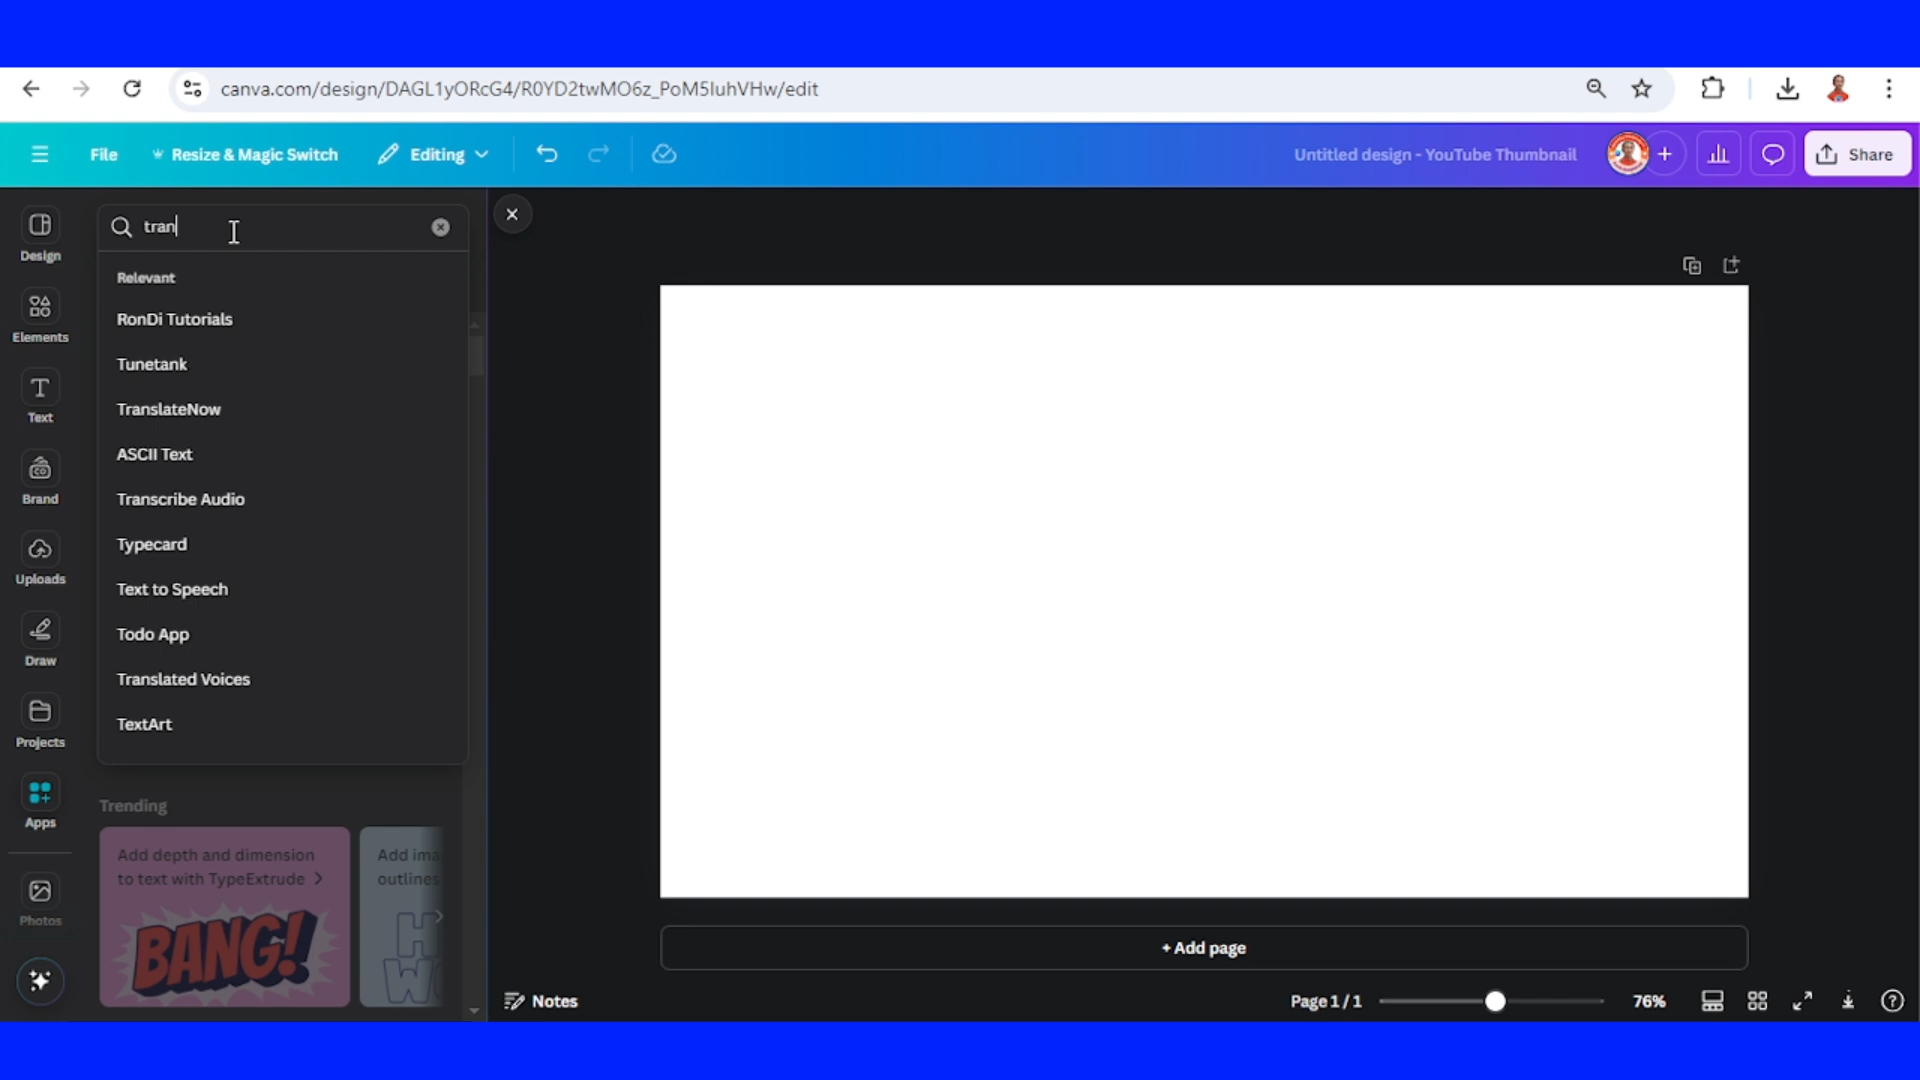 canva.com/design/DAGL1yORcG4/R0YD2twMO6z_PoM5IuhVHw/edit
File
Resize & Magic Switch
Editing
Untitled design - YouTube Thumbnail
Share
Design
Elements
Text
Brand
Uploads
Draw
Projects
Apps
Photos
tran
Relevant
RonDi Tutorials
Tunetank
TranslateNow
ASCII Text
Transcribe Audio
Typecard
Text to Speech
Todo App
Translated Voices
TextArt
Trending
Add depth and dimension
to text with TypeExtrude
BANG!
Add ima
outlines
+ Add page
Notes
Page 1 / 1
76%